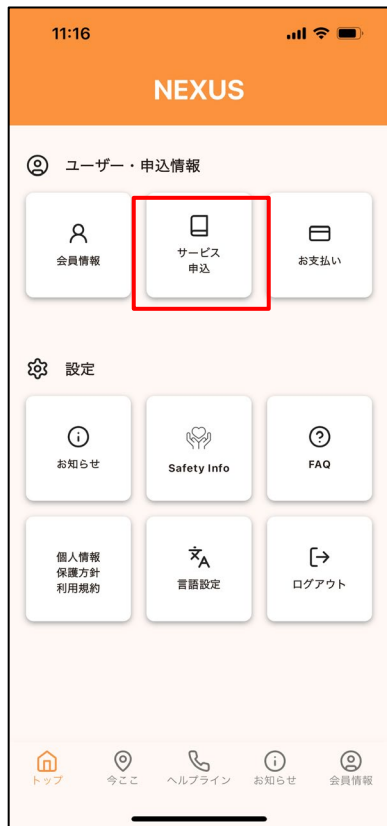 11:16
NEXUS
ユーザー・申込情報
会員情報
サービス
申込
お支払い
設定
お知らせ
Safety Info
FAQ
個人情報
保護方針
利用規約
言語設定
ログアウト
トップ
今ここ
ヘルプライン
お知らせ
会員情報